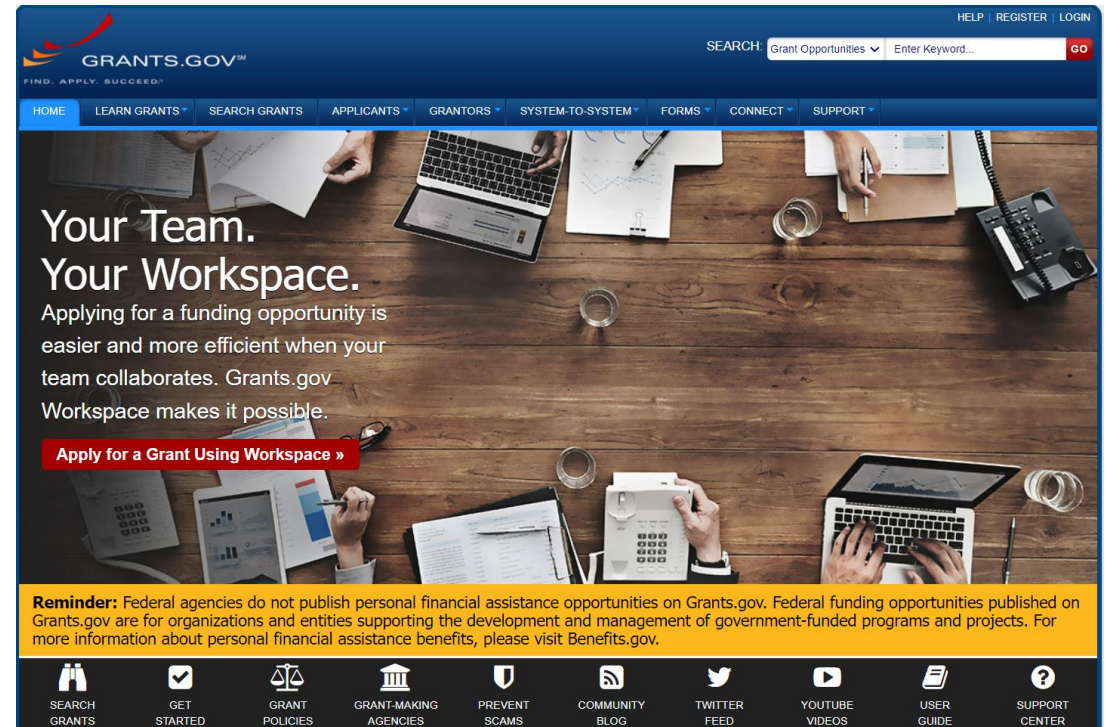 HELP | REGISTER | LOGIN
GRANTS.GOV℠
FIND. APPLY. SUCCEED.℠
SEARCH: Grant Opportunities Enter Keyword... GO
HOME LEARN GRANTS SEARCH GRANTS APPLICANTS GRANTORS SYSTEM-TO-SYSTEM FORMS CONNECT SUPPORT
Your Team.
Your Workspace.
Applying for a funding opportunity is
easier and more efficient when your
team collaborates. Grants.gov
Workspace makes it possible.
Apply for a Grant Using Workspace »
Reminder: Federal agencies do not publish personal financial assistance opportunities on Grants.gov. Federal funding opportunities published on
Grants.gov are for organizations and entities supporting the development and management of government-funded programs and projects. For
more information about personal financial assistance benefits, please visit Benefits.gov.
SEARCH GRANTS
GET STARTED
GRANT POLICIES
GRANT-MAKING AGENCIES
PREVENT SCAMS
COMMUNITY BLOG
TWITTER FEED
YOUTUBE VIDEOS
USER GUIDE
SUPPORT CENTER